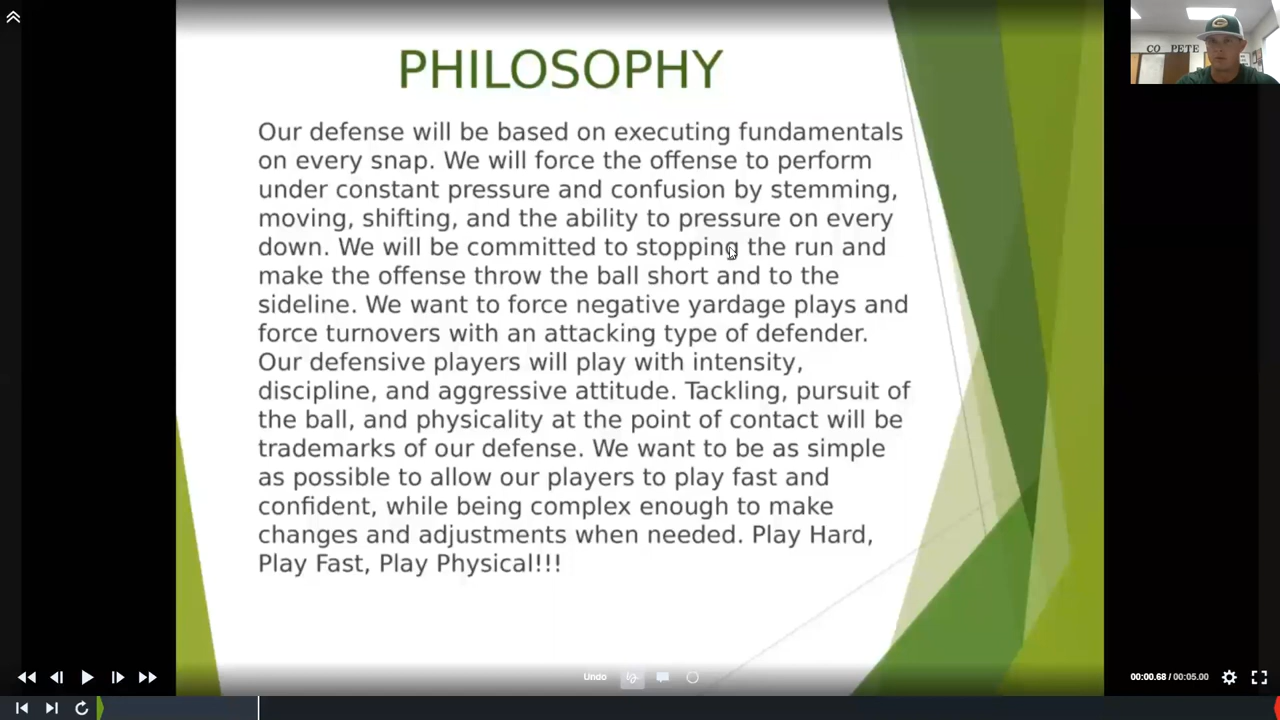 PHILOSOPHY
CO PETE
Our defense will be based on executing fundamentals
on every snap. We will force the offense to perform
under constant pressure and confusion by stemming,
moving, shifting, and the ability to pressure on every
down. We will be committed to stopping the run and
make the offense throw the ball short and to the
sideline. We want to force negative yardage plays and
force turnovers with an attacking type of defender.
Our defensive players will play with intensity,
discipline, and aggressive attitude. Tackling, pursuit of
the ball, and physicality at the point of contact will be
trademarks of our defense. We want to be as simple
as possible to allow our players to play fast and
confident, while being complex enough to make
changes and adjustments when needed. Play Hard,
Play Fast, Play Physical!!!
Undo
00:00.68 / 00:05.00